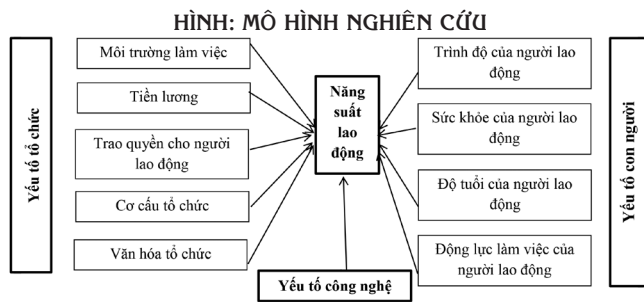 HÌNH: MÔ HÌNH NGHIÊN CỨU
Yếu tố tổ chức
Môi trường làm việc
Tiền lương
Trao quyền cho người
lao động
Cơ cấu tổ chức
Văn hóa tổ chức
Năng
suất
lao
động
Yếu tố công nghệ
Trình độ của người lao
động
Sức khỏe của người lao
động
Độ tuổi của người lao
động
Động lực làm việc của
người lao động
Yếu tố con người